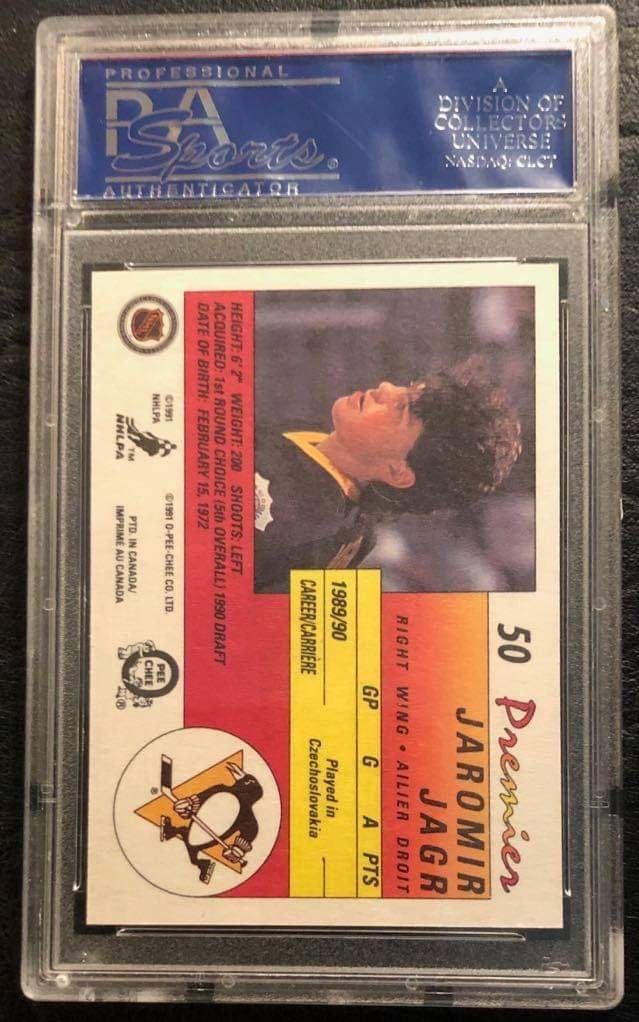 PROFESSIONAL
PSA
Sports
AUTHENTICATOR
A
DIVISION OF
COLLECTORS
UNIVERSE
NASDAQ: CLCT
50 Premier
JAROMIR
JAGR
RIGHT WING • AILIER DROIT
GP G A PTS
1989/90 Played in
CAREER/CARRIÈRE Czechoslovakia
HEIGHT: 6' 2" WEIGHT: 200 SHOOTS: LEFT
ACQUIRED: 1st ROUND CHOICE (5th OVERALL) 1990 DRAFT
DATE OF BIRTH: FEBRUARY 15, 1972
©1991
NHLPA
TM
NHLPA
©1991 O-PEE-CHEE CO. LTD.
PTD. IN CANADA/
IMPRIME AU CANADA
PEE
CHEE
®
®